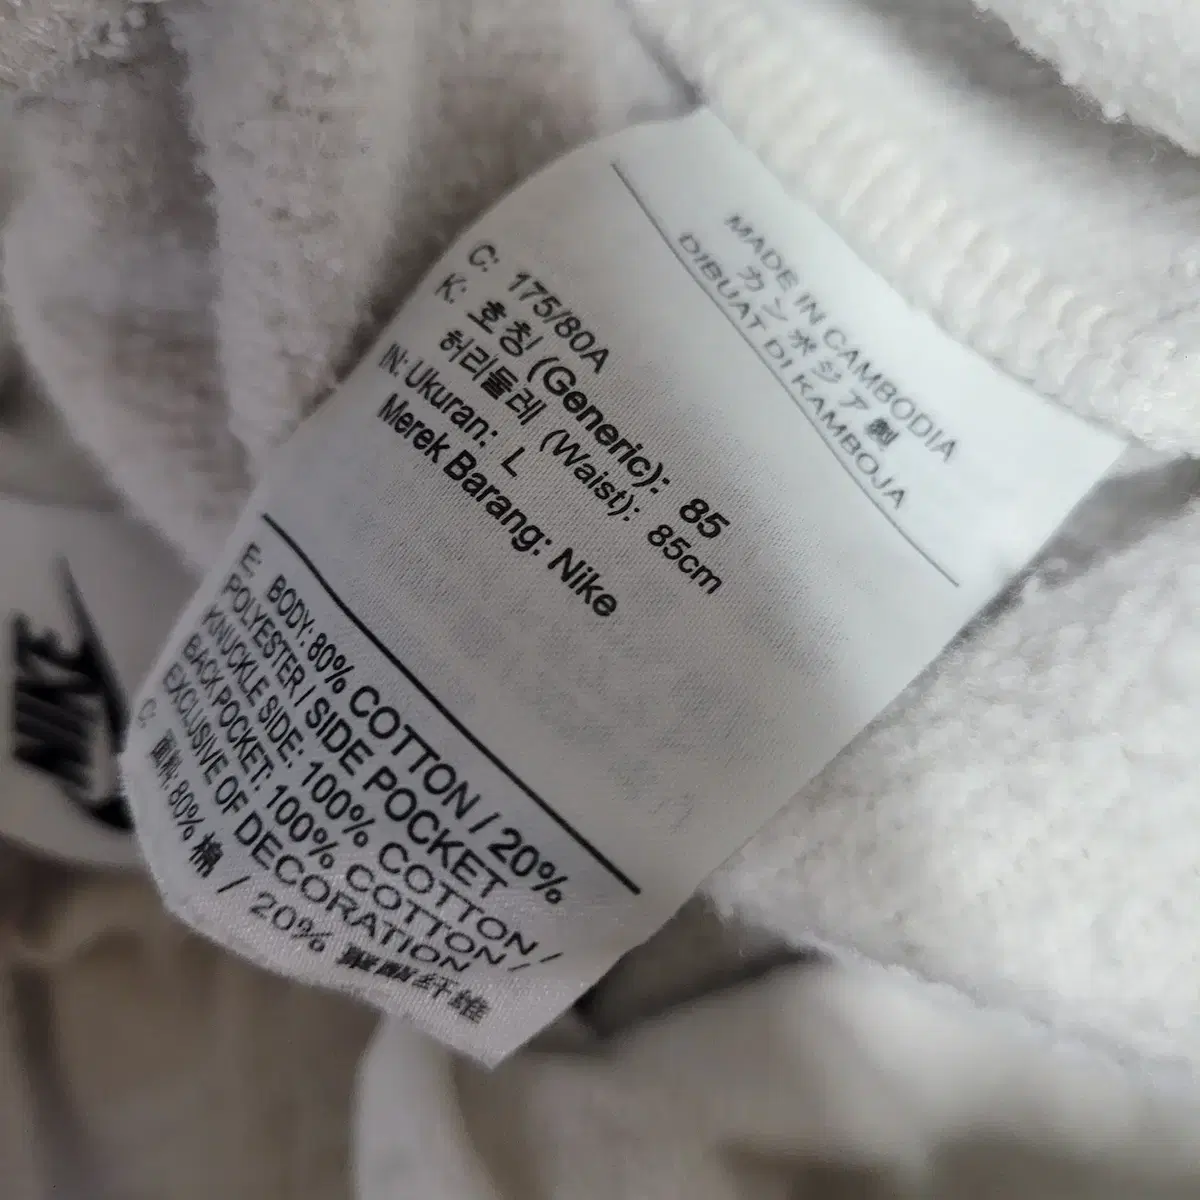 MADE IN CAMBODIA
カンボジア製
DIBUAT DI KAMBOJA
C: 175/80A
K: 호칭 (Generic): 85
허리둘레 (Waist): 85cm
IN: Ukuran: L
Merek Barang: Nike
E: BODY: 80% COTTON / 20%
POLYESTER / SIDE POCKET
KNUCKLE SIDE: 100% COTTON /
BACK POCKET: 100% COTTON /
EXCLUSIVE OF DECORATION
C: 面料: 80% 棉 / 20% 聚酯纤维
NIKE